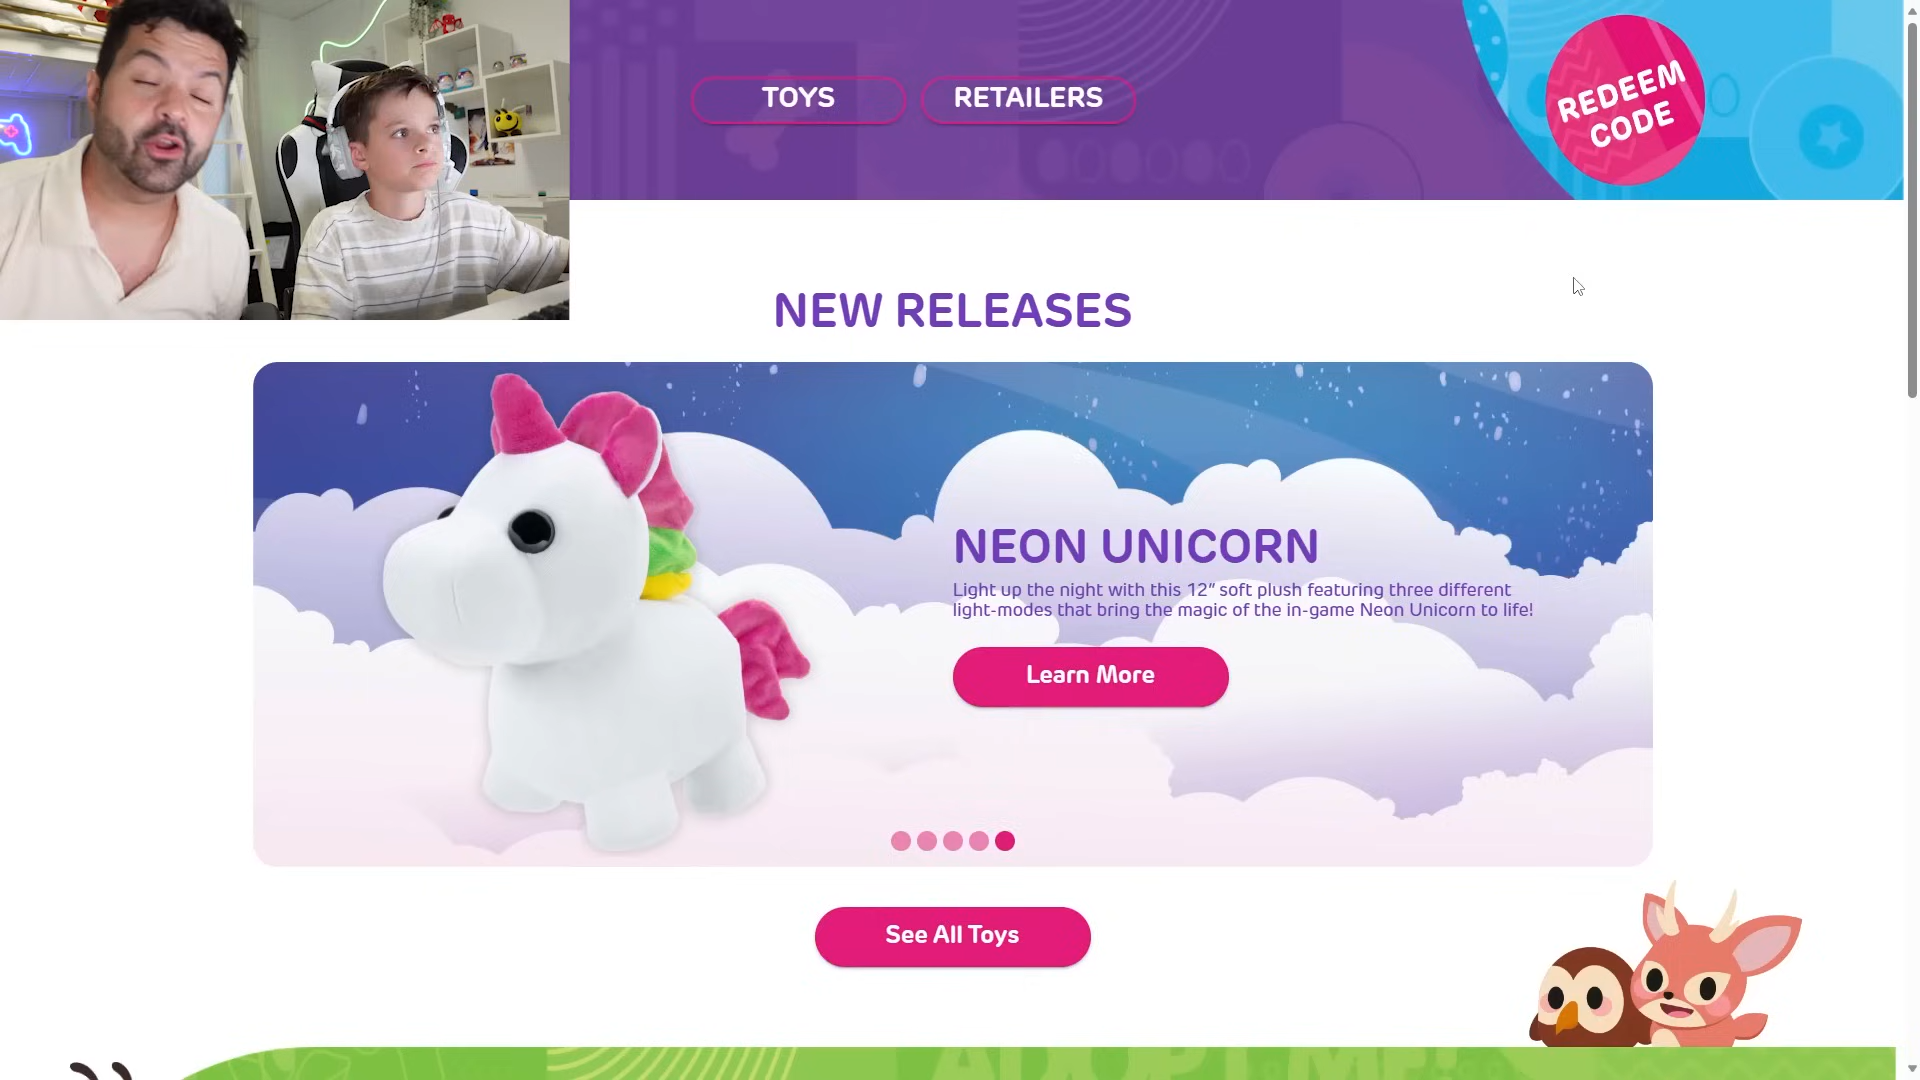 TOYS
RETAILERS
REDEEM
CODE
NEW RELEASES
NEON UNICORN
Light up the night with this 12” soft plush featuring three different
light-modes that bring the magic of the in-game Neon Unicorn to life!
Learn More
See All Toys
ADOPT ME!